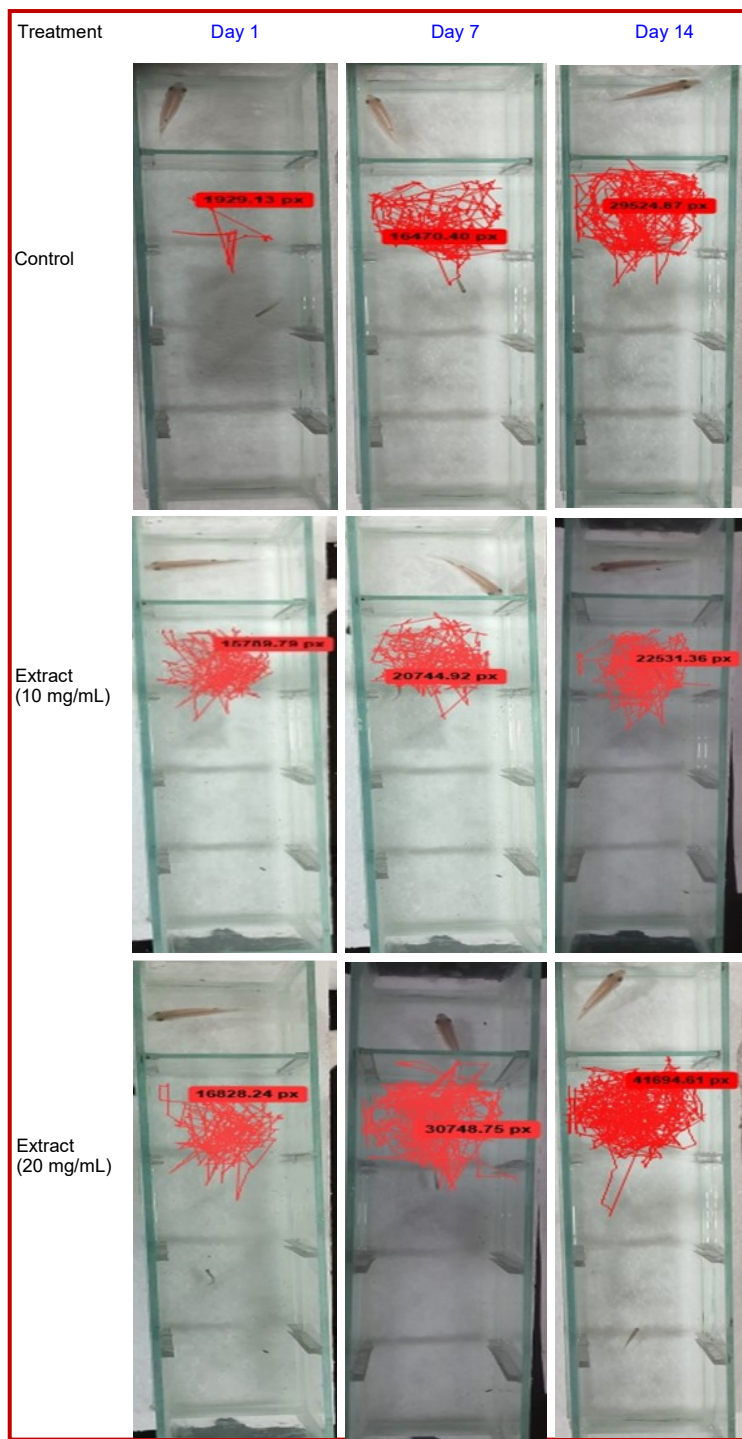 Treatment Day 1 Day 7 Day 14
Control
1929.13 px
16470.40 px
29524.87 px
Extract
(10 mg/mL)
15789.79 px
20744.92 px
22531.36 px
Extract
(20 mg/mL)
16828.24 px
30748.75 px
41694.61 px